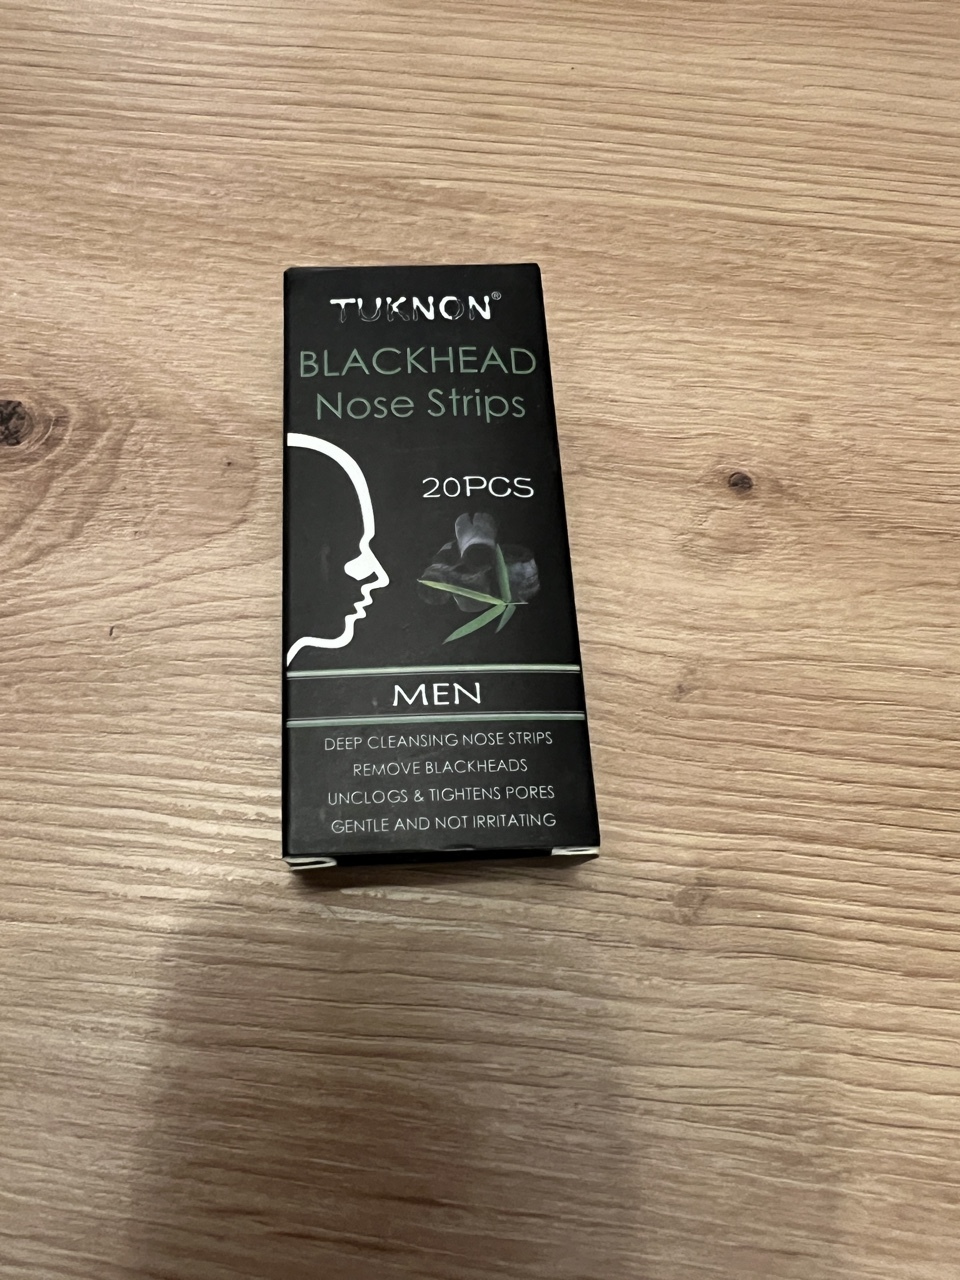 TUKNON®
BLACKHEAD
Nose Strips
20PCS
MEN
DEEP CLEANSING NOSE STRIPS
REMOVE BLACKHEADS
UNCLOGS & TIGHTENS PORES
GENTLE AND NOT IRRITATING